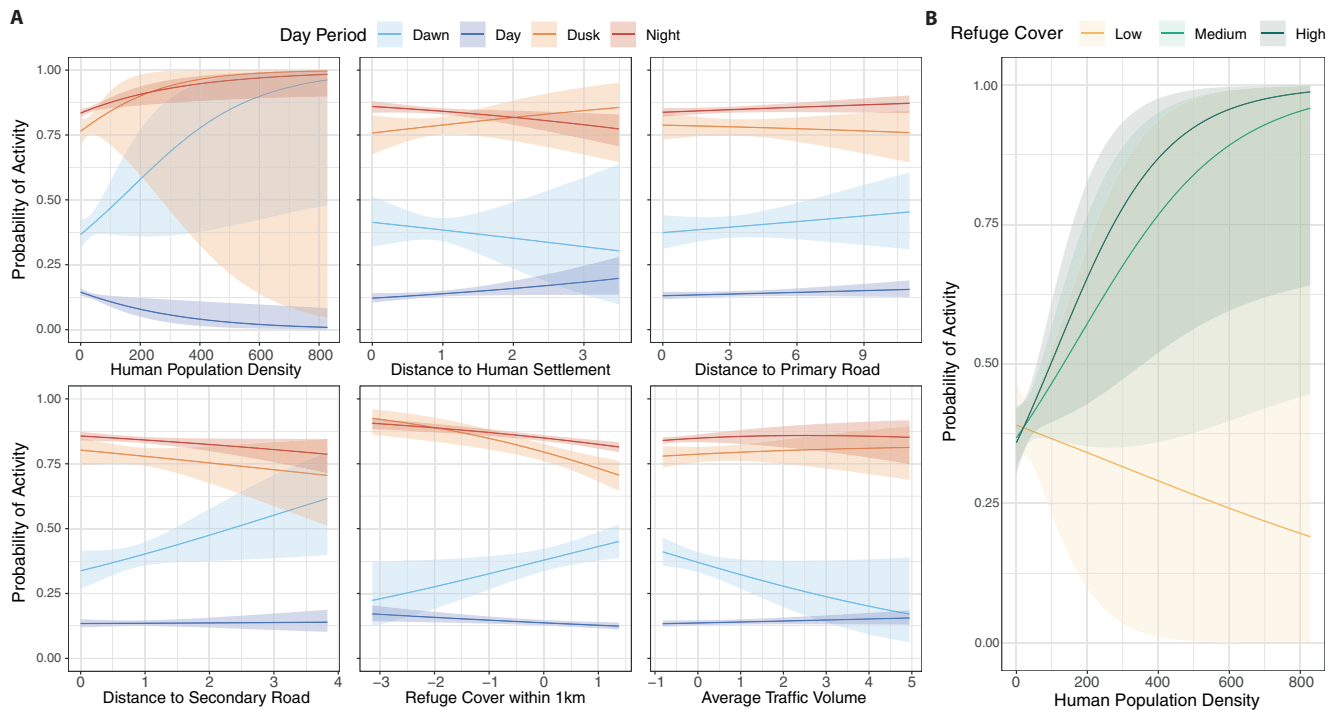 A
Day Period Dawn Day Dusk Night
Probability of Activity
1.00
0.75
0.50
0.25
0.00
0 200 400 600 800
Human Population Density
0 1 2 3
Distance to Human Settlement
0 3 6 9
Distance to Primary Road
Probability of Activity
1.00
0.75
0.50
0.25
0.00
0 1 2 3 4
Distance to Secondary Road
−3 −2 −1 0 1
Refuge Cover within 1km
−1 0 1 2 3 4 5
Average Traffic Volume
B
Refuge Cover Low Medium High
Probability of Activity
1.00
0.75
0.50
0.25
0.00
0 200 400 600 800
Human Population Density